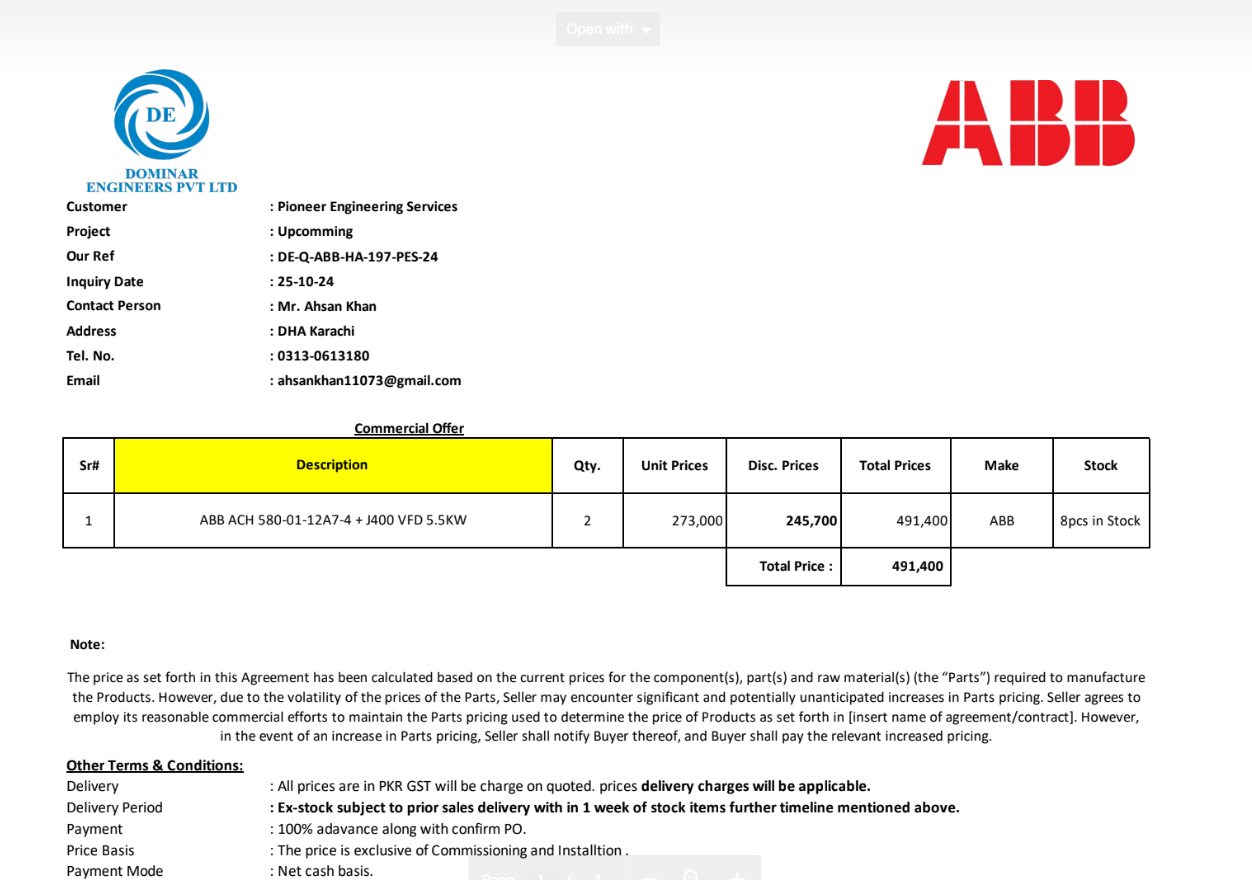 Open with
DE
DOMINAR
ENGINEERS PVT LTD
ABB
Customer : Pioneer Engineering Services
Project : Upcomming
Our Ref : DE-Q-ABB-HA-197-PES-24
Inquiry Date : 25-10-24
Contact Person : Mr. Ahsan Khan
Address : DHA Karachi
Tel. No. : 0313-0613180
Email : ahsankhan11073@gmail.com
Commercial Offer
Sr# Description Qty. Unit Prices Disc. Prices Total Prices Make Stock
1 ABB ACH 580-01-12A7-4 + J400 VFD 5.5KW 2 273,000 245,700 491,400 ABB 8pcs in Stock
Total Price : 491,400
Note:
The price as set forth in this Agreement has been calculated based on the current prices for the component(s), part(s) and raw material(s) (the “Parts”) required to manufacture
the Products. However, due to the volatility of the prices of the Parts, Seller may encounter significant and potentially unanticipated increases in Parts pricing. Seller agrees to
employ its reasonable commercial efforts to maintain the Parts pricing used to determine the price of Products as set forth in [insert name of agreement/contract]. However,
in the event of an increase in Parts pricing, Seller shall notify Buyer thereof, and Buyer shall pay the relevant increased pricing.
Other Terms & Conditions:
Delivery : All prices are in PKR GST will be charge on quoted. prices delivery charges will be applicable.
Delivery Period : Ex-stock subject to prior sales delivery with in 1 week of stock items further timeline mentioned above.
Payment : 100% adavance along with confirm PO.
Price Basis : The price is exclusive of Commissioning and Installtion .
Payment Mode : Net cash basis.
Page 1 / 1